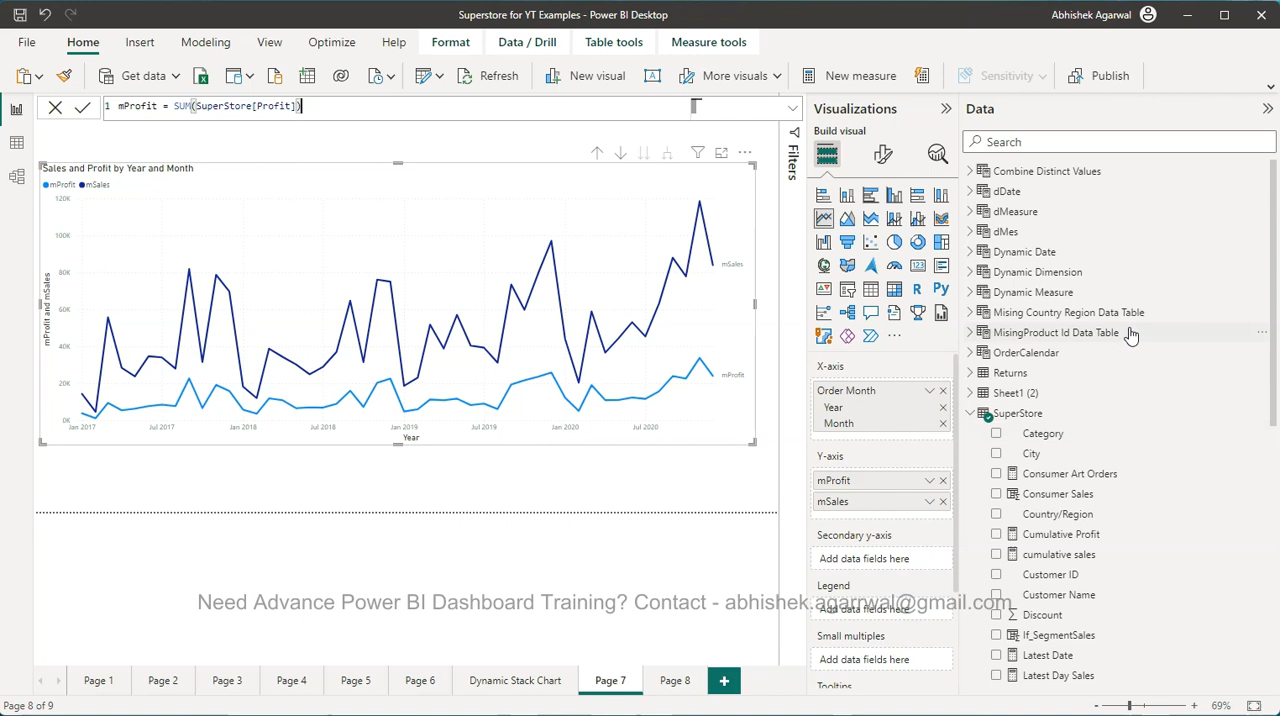 Superstore for YT Examples - Power BI Desktop
Abhishek Agarwal
File Home Insert Modeling View Optimize Help Format Data / Drill Table tools Measure tools
Get data Refresh New visual More visuals New measure Sensitivity Publish
1 mProfit = SUM(SuperStore[Profit])
Sales and Profit by Year and Month
mProfit mSales
mProfit and mSales
120K
100K
80K
60K
40K
20K
0K
mSales
mProfit
Jan 2017 Jul 2017 Jan 2018 Jul 2018 Jan 2019 Jul 2019 Jan 2020 Jul 2020
Year
Filters
Visualizations
Build visual
R Py
123
X-axis
Order Month
Year
Month
Y-axis
mProfit
mSales
Secondary y-axis
Add data fields here
Legend
Add data fields here
Small multiples
Add data fields here
Tooltips
Data
Search
Combine Distinct Values
dDate
dMeasure
dMes
Dynamic Date
Dynamic Dimension
Dynamic Measure
Mising Country Region Data Table
MisingProduct Id Data Table
OrderCalendar
Returns
Sheet1 (2)
SuperStore
Category
City
Consumer Art Orders
Consumer Sales
Country/Region
Cumulative Profit
cumulative sales
Customer ID
Customer Name
Discount
If_SegmentSales
Latest Date
Latest Day Sales
Need Advance Power BI Dashboard Training? Contact - abhishek.agarrwal@gmail.com
Page 1 Page 2 Page 3 Page 4 Page 5 Page 6 Dynamic Stack Chart Page 7 Page 8
Page 8 of 9
69%